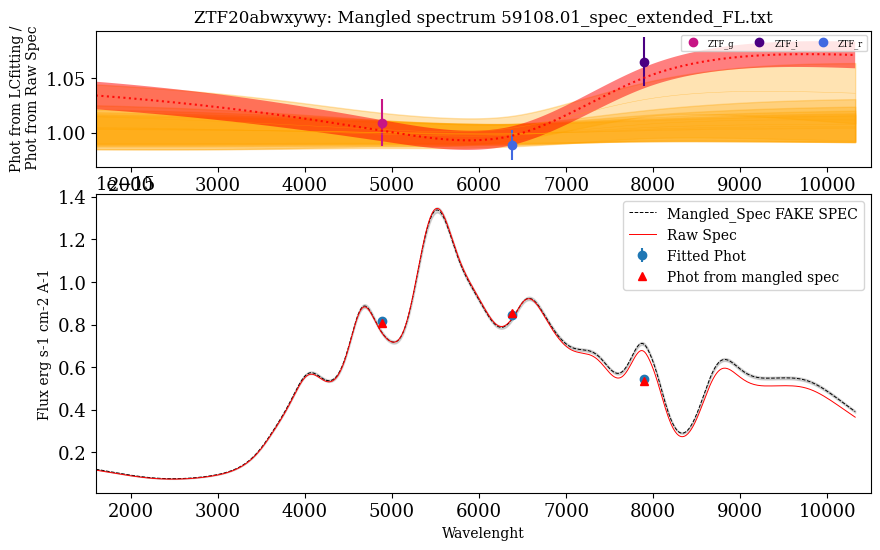 ZTF20abwxywy: Mangled spectrum 59108.01_spec_extended_FL.txt
Phot from LCfitting /
Phot from Raw Spec
1.05
1.00
ZTF_g
ZTF_i
ZTF_r
2000 3000 4000 5000 6000 7000 8000 9000 10000
1e−15
1.4
1.2
1.0
0.8
0.6
0.4
0.2
Flux erg s-1 cm-2 A-1
Mangled_Spec FAKE SPEC
Raw Spec
Fitted Phot
Phot from mangled spec
2000 3000 4000 5000 6000 7000 8000 9000 10000
Wavelenght